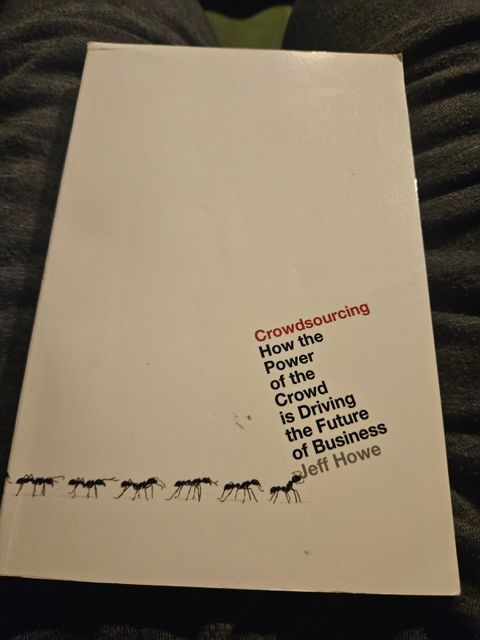 Crowdsourcing
How the
Power
of the
Crowd
is Driving
the Future
of Business
Jeff Howe